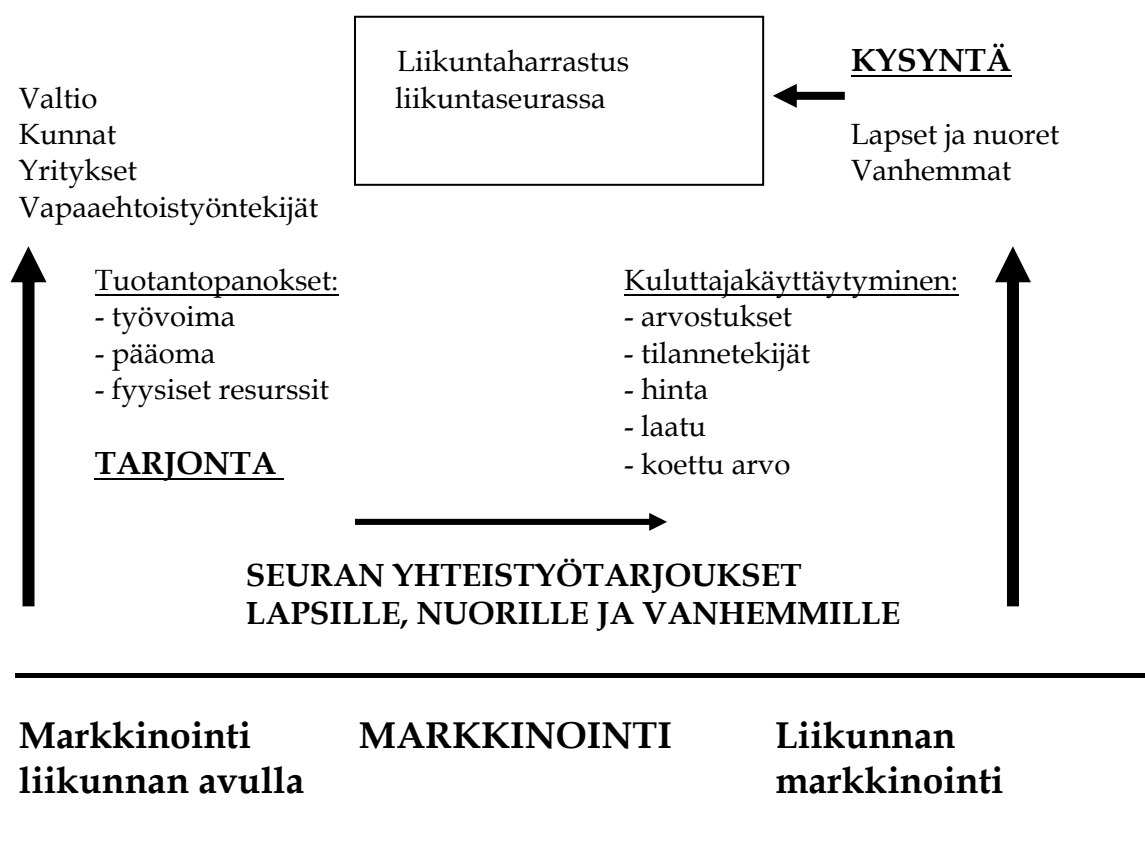 Liikuntaharrastus
liikuntaseurassa
KYSYNTÄ
Valtio
Kunnat
Yritykset
Vapaaehtoistyöntekijät
Lapset ja nuoret
Vanhemmat
Tuotantopanokset:
- työvoima
- pääoma
- fyysiset resurssit
TARJONTA
Kuluttajakäyttäytyminen:
- arvostukset
- tilannetekijät
- hinta
- laatu
- koettu arvo
SEURAN YHTEISTYÖTARJOUKSET
LAPSILLE, NUORILLE JA VANHEMMILLE
Markkinointi
liikunnan avulla
MARKKINOINTI
Liikunnan
markkinointi